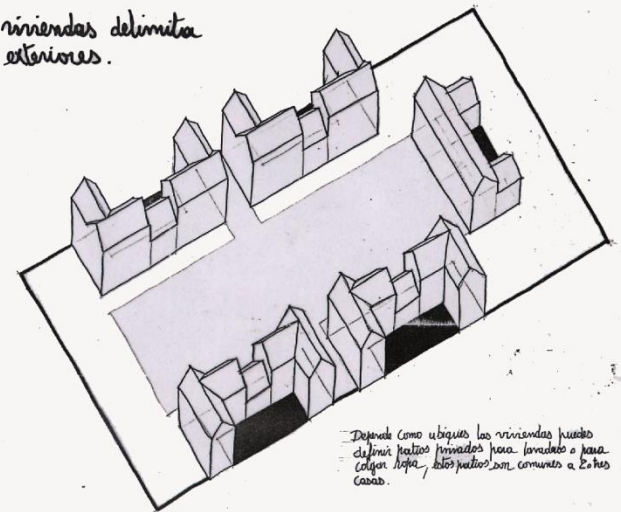 viviendas delimita
exteriores.
Depende como ubiques las viviendas puedes
definir patios privados para lavaderos o para
colgar ropa, estos patios son comunes a 2 o tres
casas.